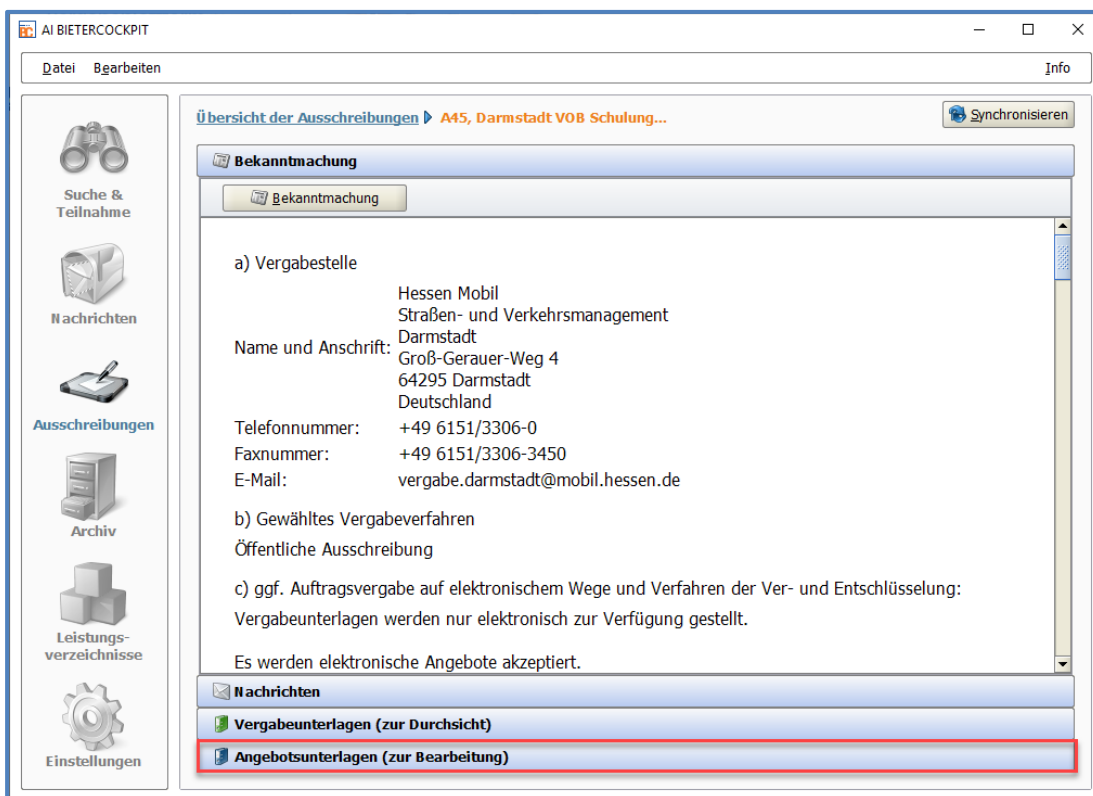 AI BIETERCOCKPIT
Datei Bearbeiten Info
Übersicht der Ausschreibungen A45, Darmstadt VOB Schulung... Synchronisieren
Suche &
Teilnahme
Nachrichten
Ausschreibungen
Archiv
Leistungs-
verzeichnisse
Einstellungen
Bekanntmachung
Bekanntmachung
a) Vergabestelle
Name und Anschrift:
Hessen Mobil
Straßen- und Verkehrsmanagement
Darmstadt
Groß-Gerauer-Weg 4
64295 Darmstadt
Deutschland
Telefonnummer: +49 6151/3306-0
Faxnummer: +49 6151/3306-3450
E-Mail: vergabe.darmstadt@mobil.hessen.de
b) Gewähltes Vergabeverfahren
Öffentliche Ausschreibung
c) ggf. Auftragsvergabe auf elektronischem Wege und Verfahren der Ver- und Entschlüsselung:
Vergabeunterlagen werden nur elektronisch zur Verfügung gestellt.
Es werden elektronische Angebote akzeptiert.
Nachrichten
Vergabeunterlagen (zur Durchsicht)
Angebotsunterlagen (zur Bearbeitung)